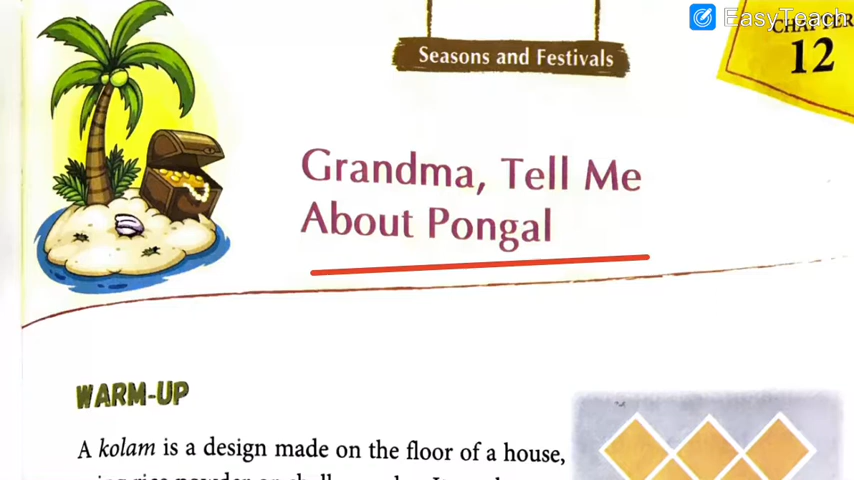 EasyTeach
CHAPTER
12
Seasons and Festivals
Grandma, Tell Me
About Pongal
WARM-UP
A kolam is a design made on the floor of a house,